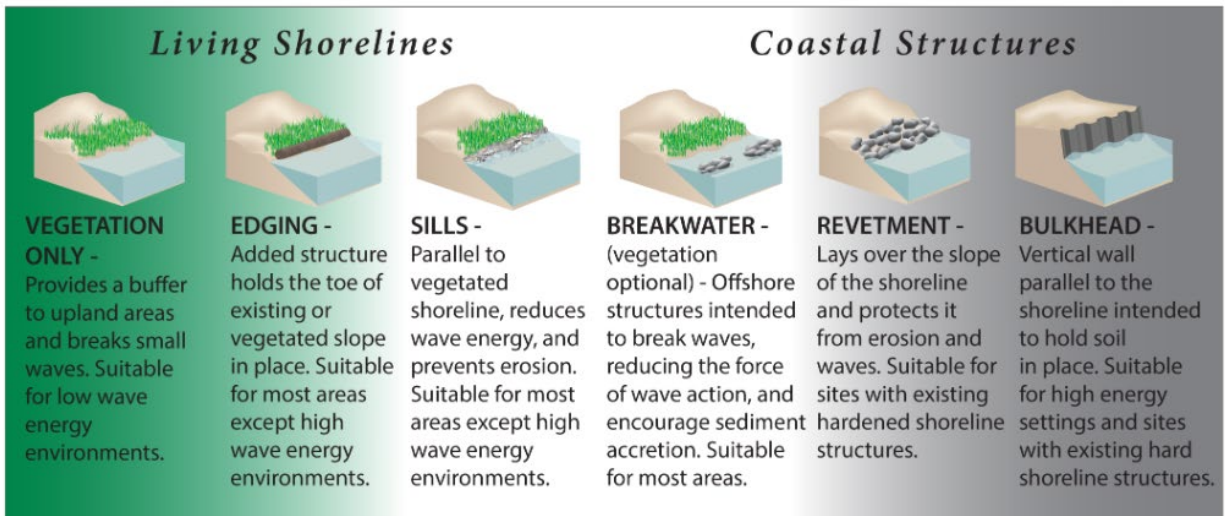 Living Shorelines
Coastal Structures
VEGETATION
ONLY -
Provides a buffer
to upland areas
and breaks small
waves. Suitable
for low wave
energy
environments.
EDGING -
Added structure
holds the toe of
existing or
vegetated slope
in place. Suitable
for most areas
except high
wave energy
environments.
SILLS -
Parallel to
vegetated
shoreline, reduces
wave energy, and
prevents erosion.
Suitable for most
areas except high
wave energy
environments.
BREAKWATER -
(vegetation
optional) - Offshore
structures intended
to break waves,
reducing the force
of wave action, and
encourage sediment
accretion. Suitable
for most areas.
REVETMENT -
Lays over the slope
of the shoreline
and protects it
from erosion and
waves. Suitable for
sites with existing
hardened shoreline
structures.
BULKHEAD -
Vertical wall
parallel to the
shoreline intended
to hold soil
in place. Suitable
for high energy
settings and sites
with existing hard
shoreline structures.